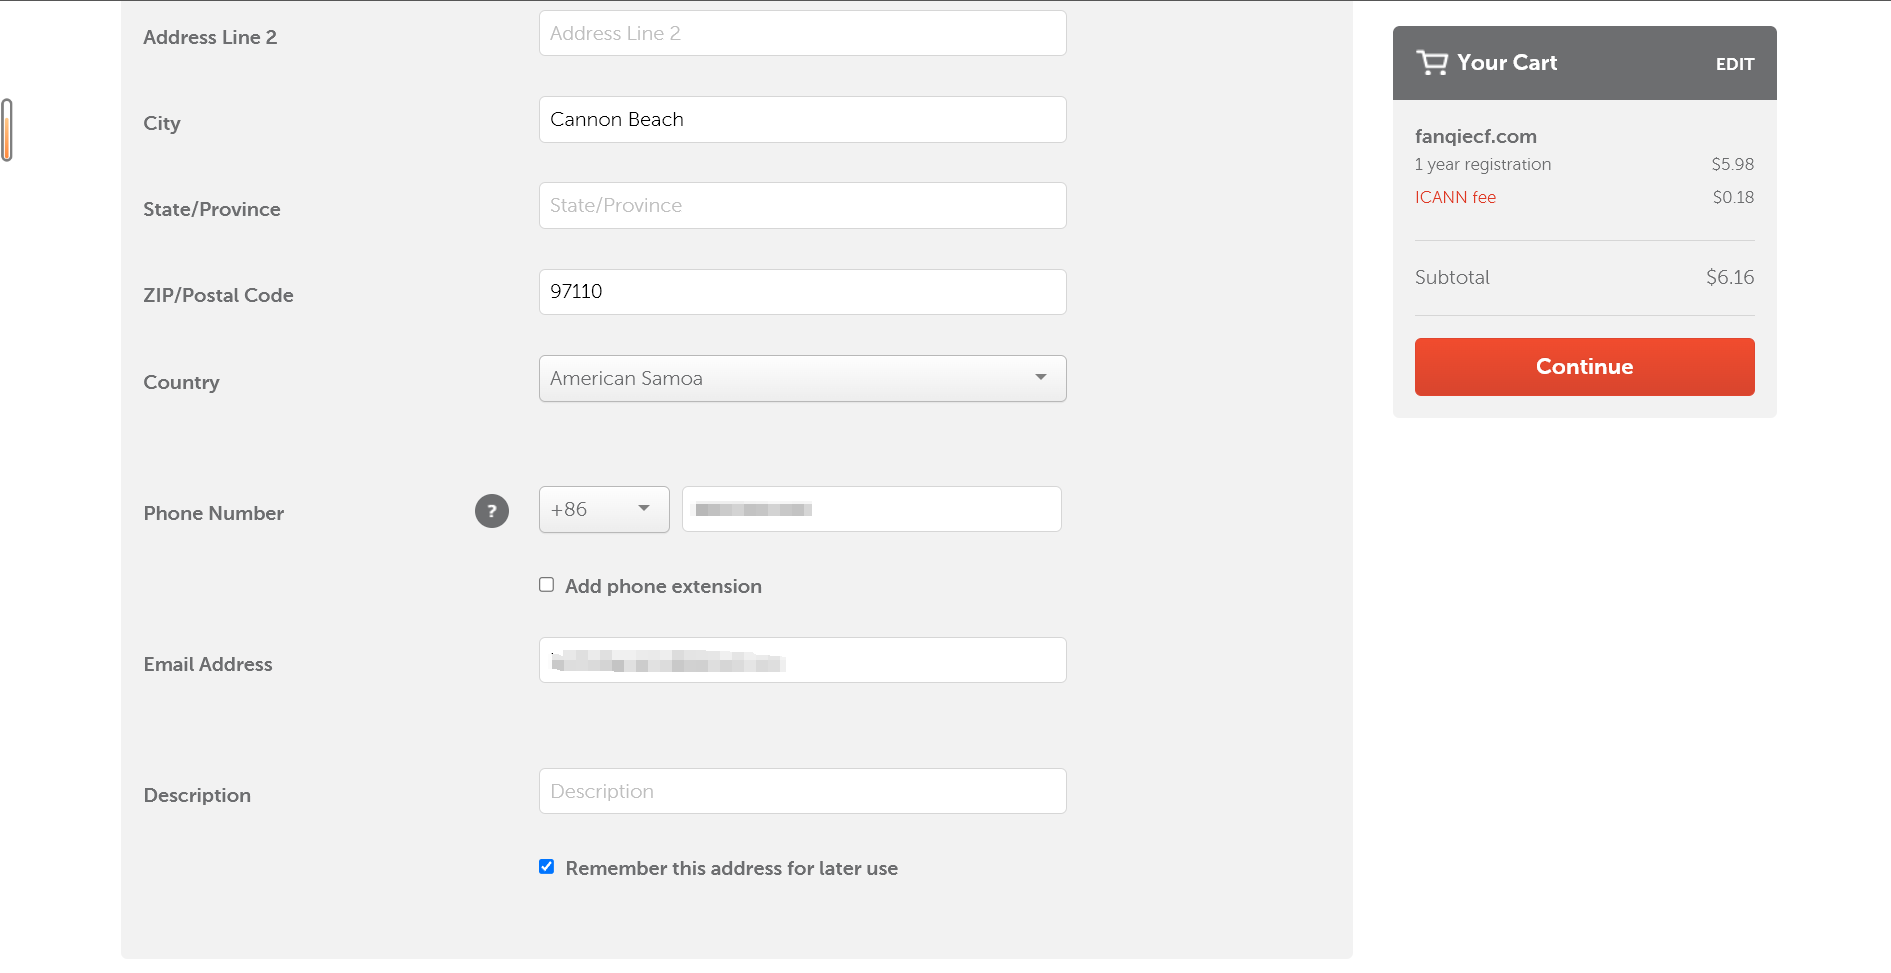 Address Line 2
Address Line 2
City
Cannon Beach
State/Province
State/Province
ZIP/Postal Code
97110
Country
American Samoa
Phone Number
?
+86
Add phone extension
Email Address
Description
Description
Remember this address for later use
Your Cart
EDIT
fanqiecf.com
1 year registration $5.98
ICANN fee $0.18
Subtotal $6.16
Continue